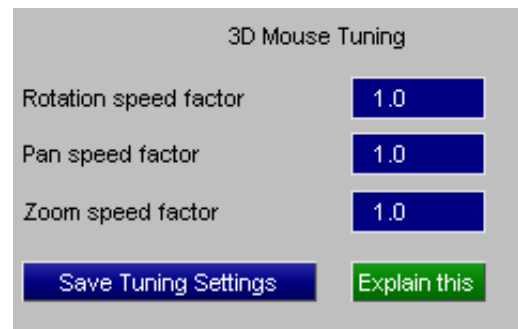 3D Mouse Tuning
Rotation speed factor 1.0
Pan speed factor 1.0
Zoom speed factor 1.0
Save Tuning Settings Explain this